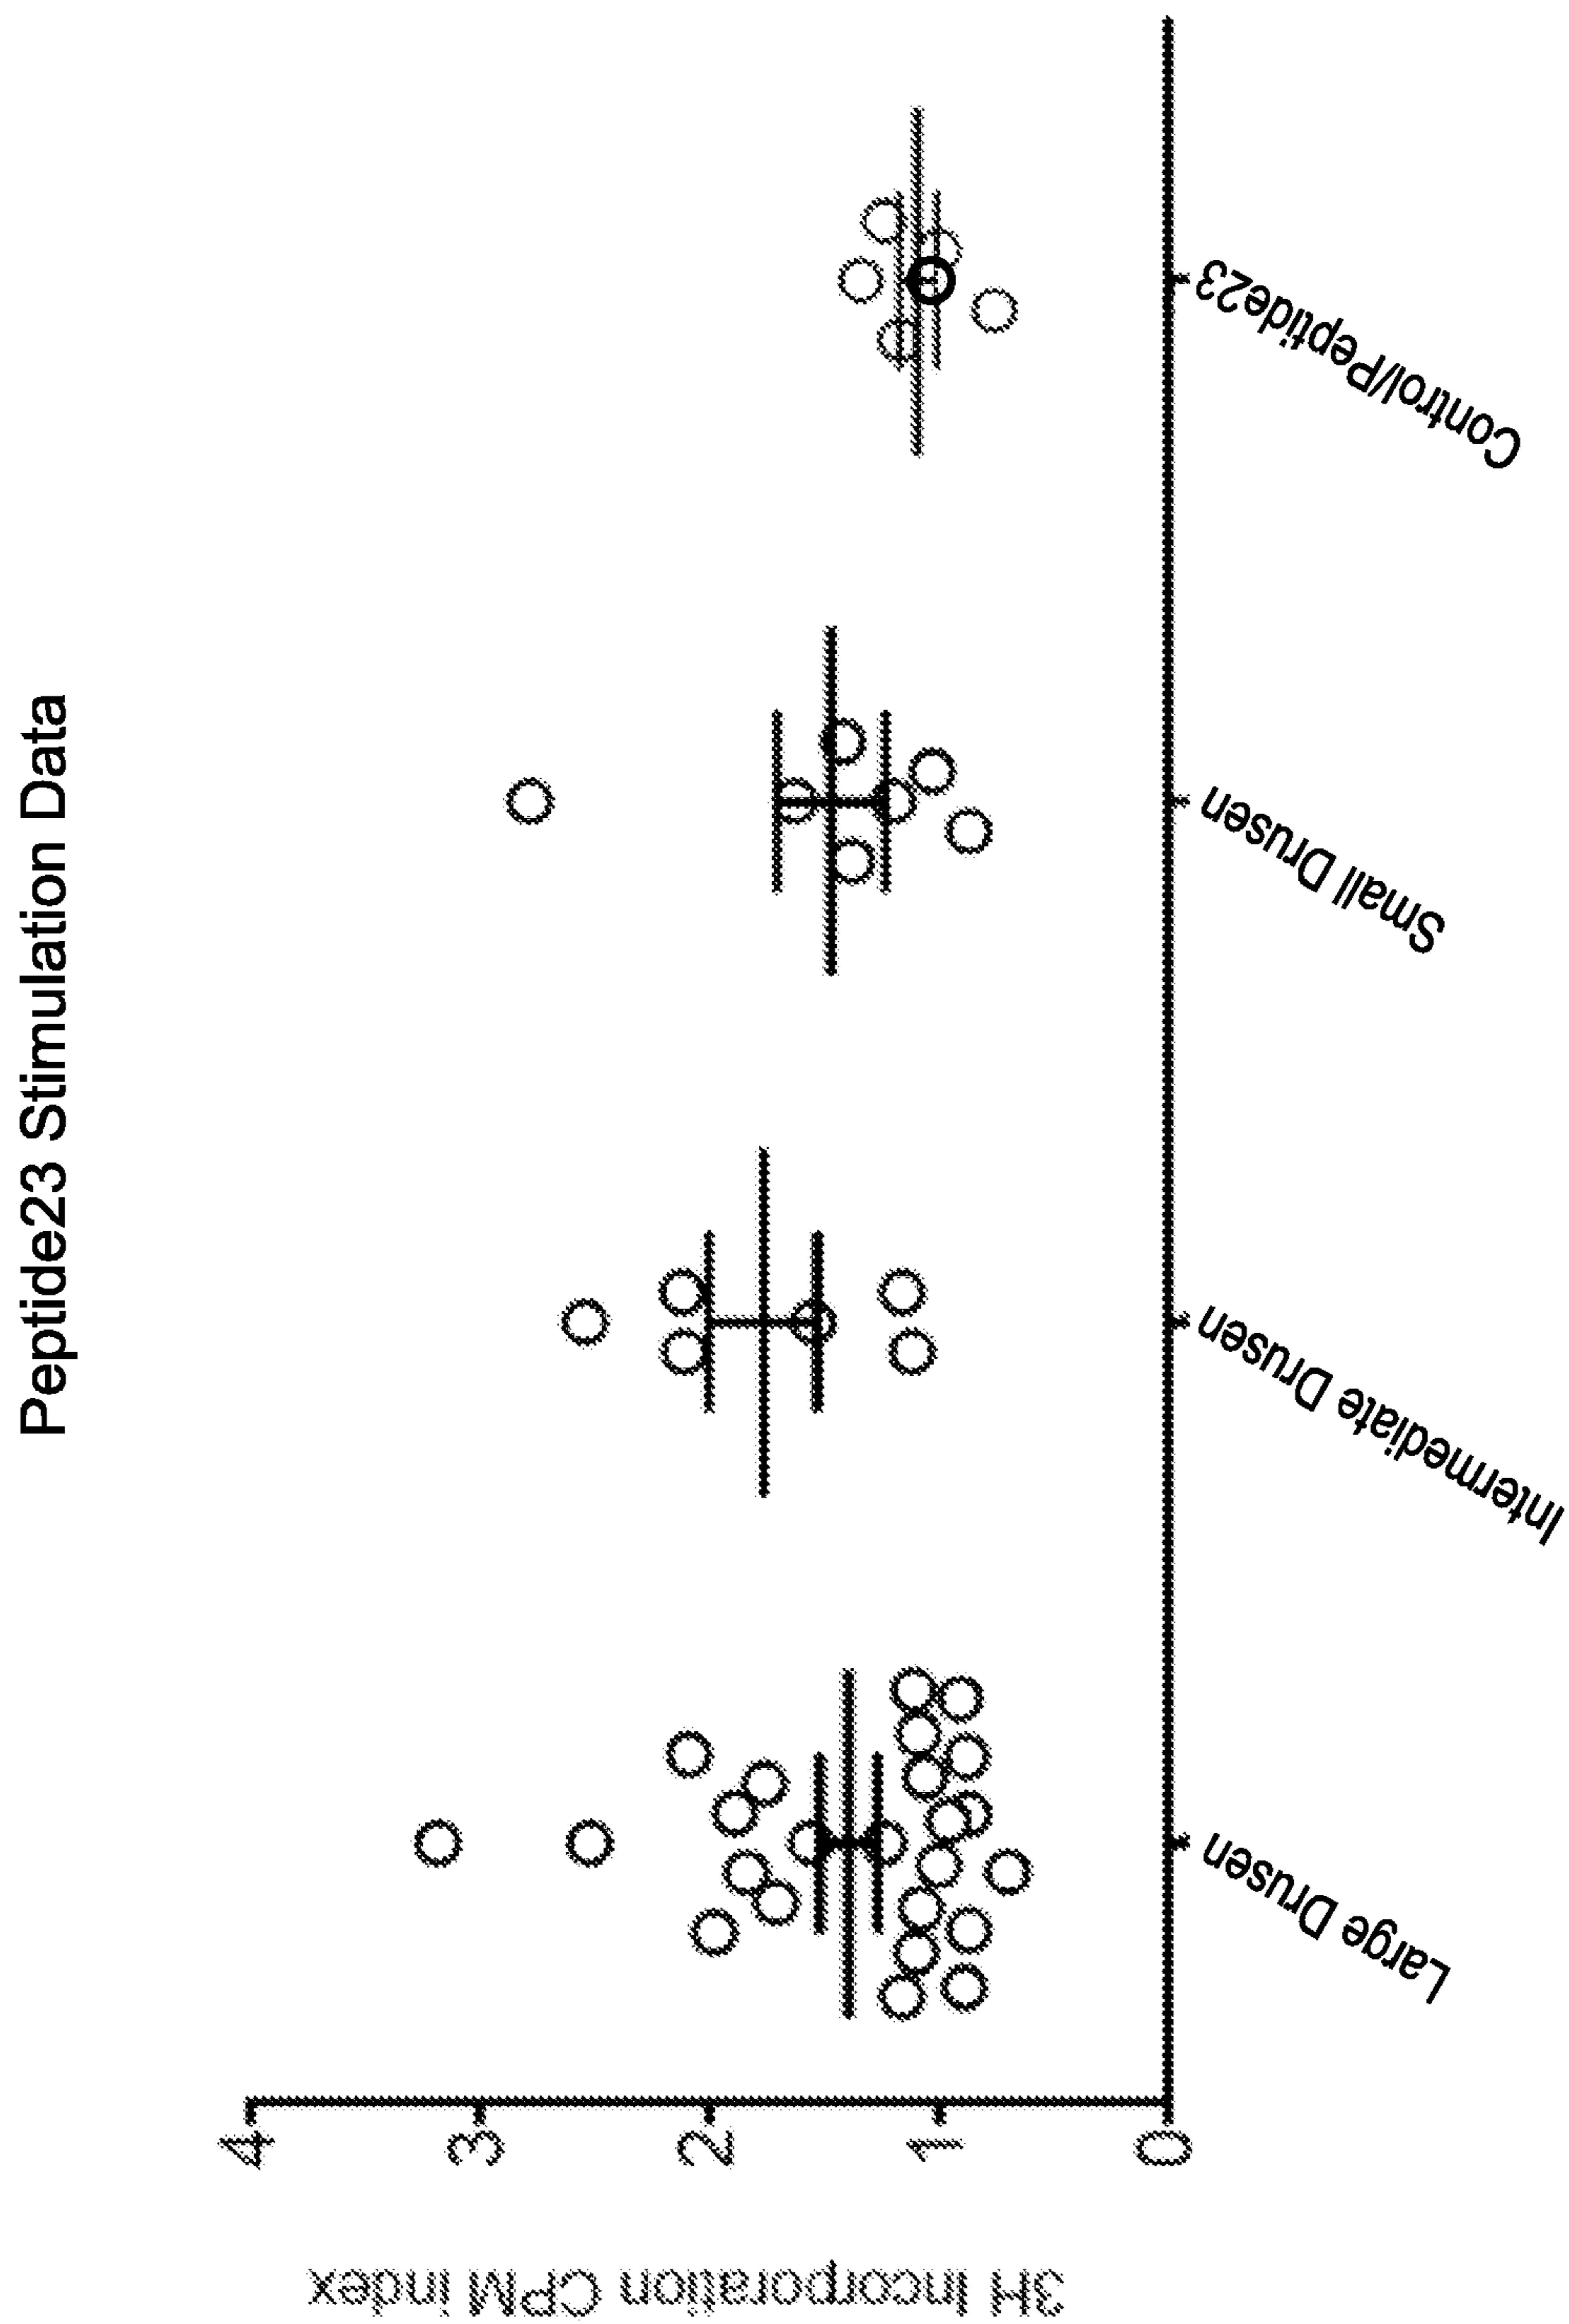 Peptide23 Stimulation Data
3H Incorporation CPM index
4
3
2
1
0
Large Drusen
Intermediate Drusen
Small Drusen
Control/Peptide23